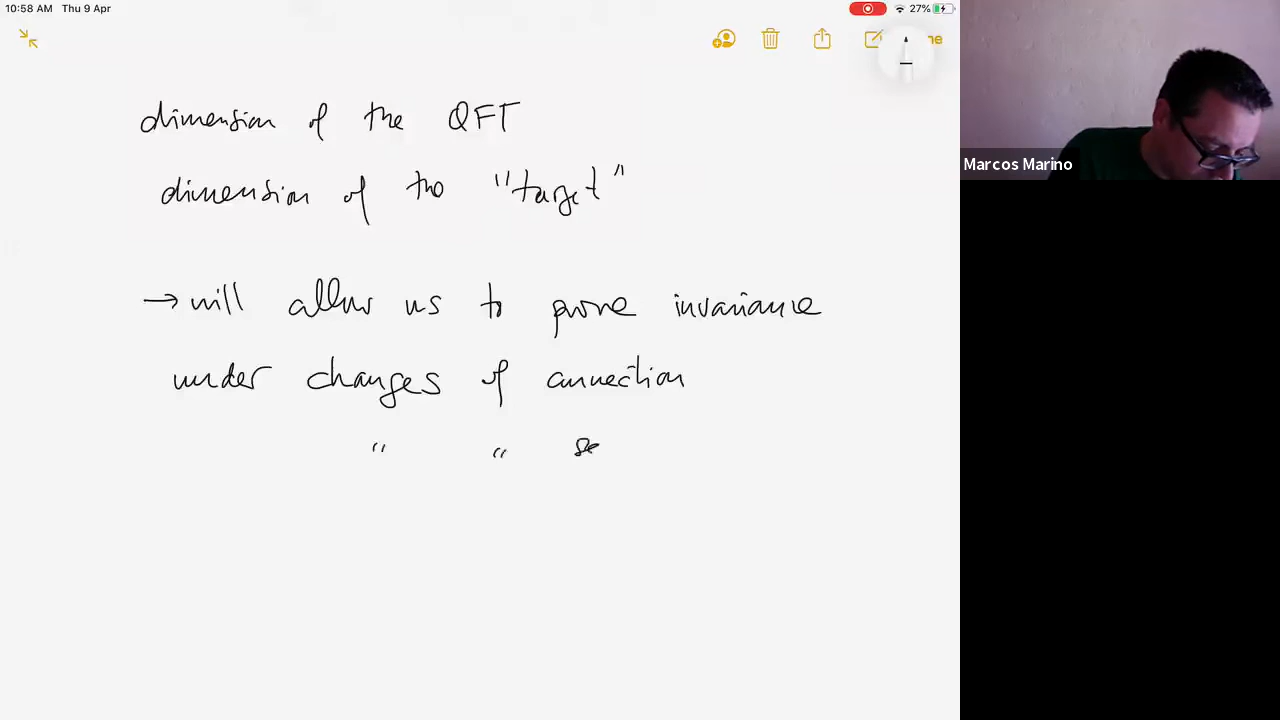 10:58 AM Thu 9 Apr
27%
dimension of the QFT
dimension of the "target"
→ will allow us to prove invariance
under changes of connection
" " se
Marcos Marino